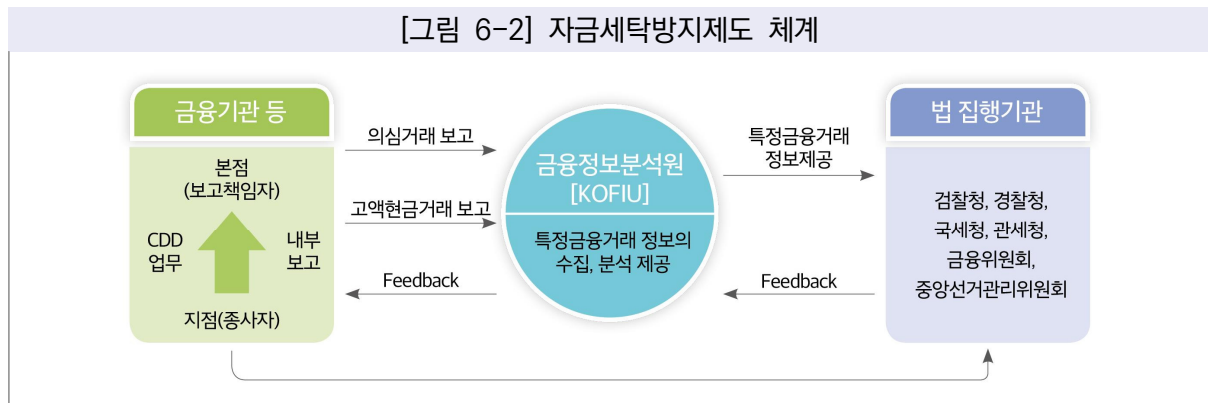 [그림 6-2] 자금세탁방지제도 체계
금융기관 등
본점
(보고책임자)
CDD
업무
내부
보고
지점(종사자)
의심거래 보고
고액현금거래 보고
Feedback
금융정보분석원
[KOFIU]
특정금융거래 정보의
수집, 분석 제공
특정금융거래
정보제공
Feedback
법 집행기관
검찰청, 경찰청,
국세청, 관세청,
금융위원회,
중앙선거관리위원회